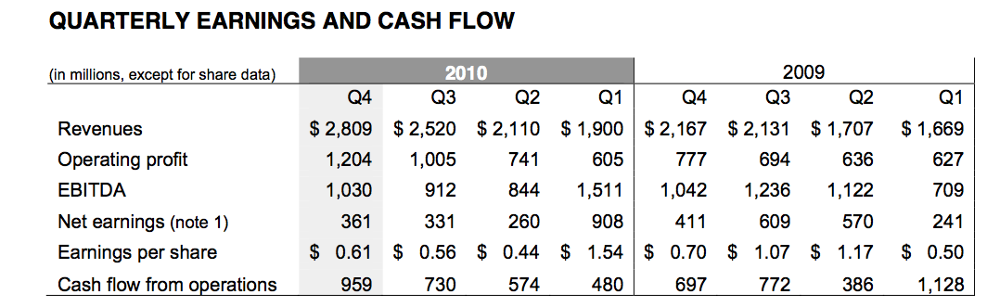 QUARTERLY EARNINGS AND CASH FLOW
(in millions, except for share data) 2010 2009
Q4 Q3 Q2 Q1 Q4 Q3 Q2 Q1
Revenues $ 2,809 $ 2,520 $ 2,110 $ 1,900 $ 2,167 $ 2,131 $ 1,707 $ 1,669
Operating profit 1,204 1,005 741 605 777 694 636 627
EBITDA 1,030 912 844 1,511 1,042 1,236 1,122 709
Net earnings (note 1) 361 331 260 908 411 609 570 241
Earnings per share $ 0.61 $ 0.56 $ 0.44 $ 1.54 $ 0.70 $ 1.07 $ 1.17 $ 0.50
Cash flow from operations 959 730 574 480 697 772 386 1,128